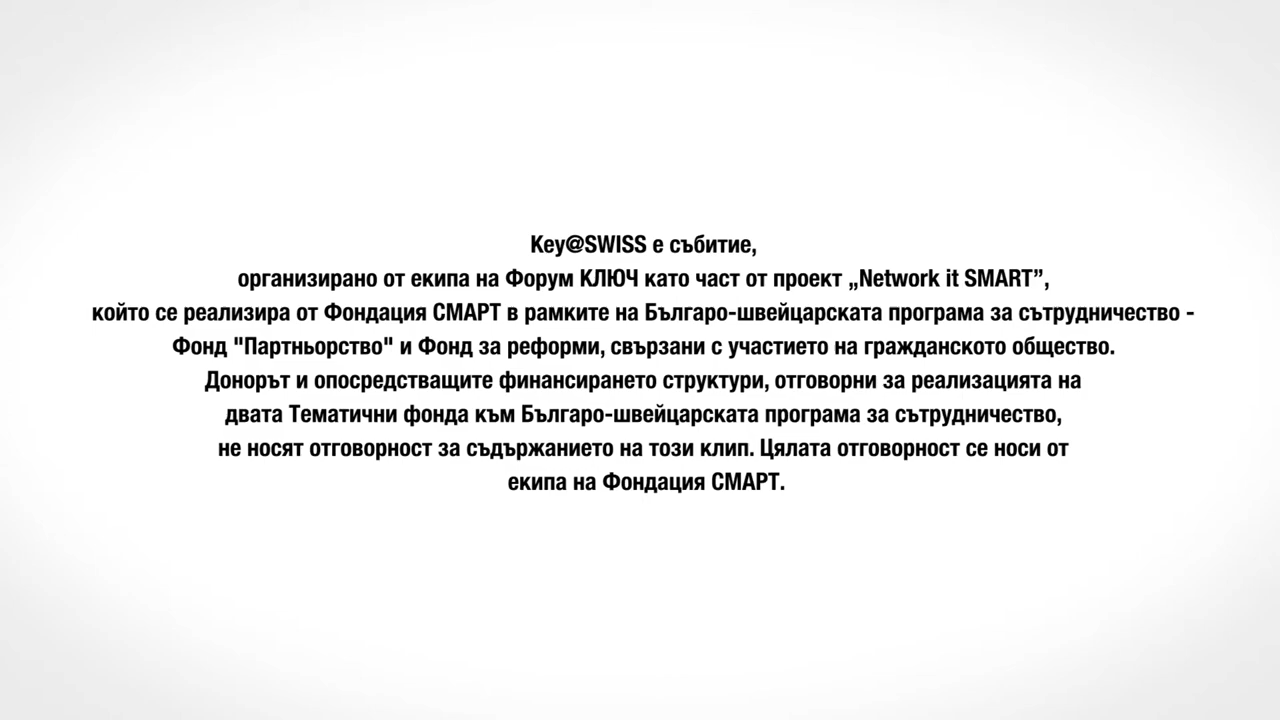 Key@SWISS е събитие,
организирано от екипа на Форум КЛЮЧ като част от проект „Network it SMART”,
който се реализира от Фондация СМАРТ в рамките на Българо-швейцарската програма за сътрудничество -
Фонд "Партньорство" и Фонд за реформи, свързани с участието на гражданското общество.
Донорът и опосредстващите финансирането структури, отговорни за реализацията на
двата Тематични фонда към Българо-швейцарската програма за сътрудничество,
не носят отговорност за съдържанието на този клип. Цялата отговорност се носи от
екипа на Фондация СМАРТ.